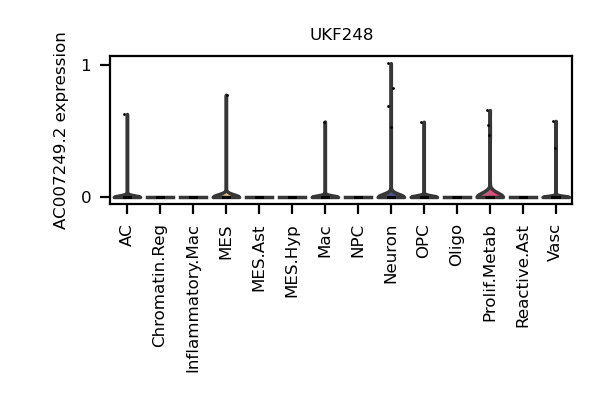 UKF248
AC007249.2 expression
1
0
AC
Chromatin.Reg
Inflammatory.Mac
MES
MES.Ast
MES.Hyp
Mac
NPC
Neuron
OPC
Oligo
Prolif.Metab
Reactive.Ast
Vasc